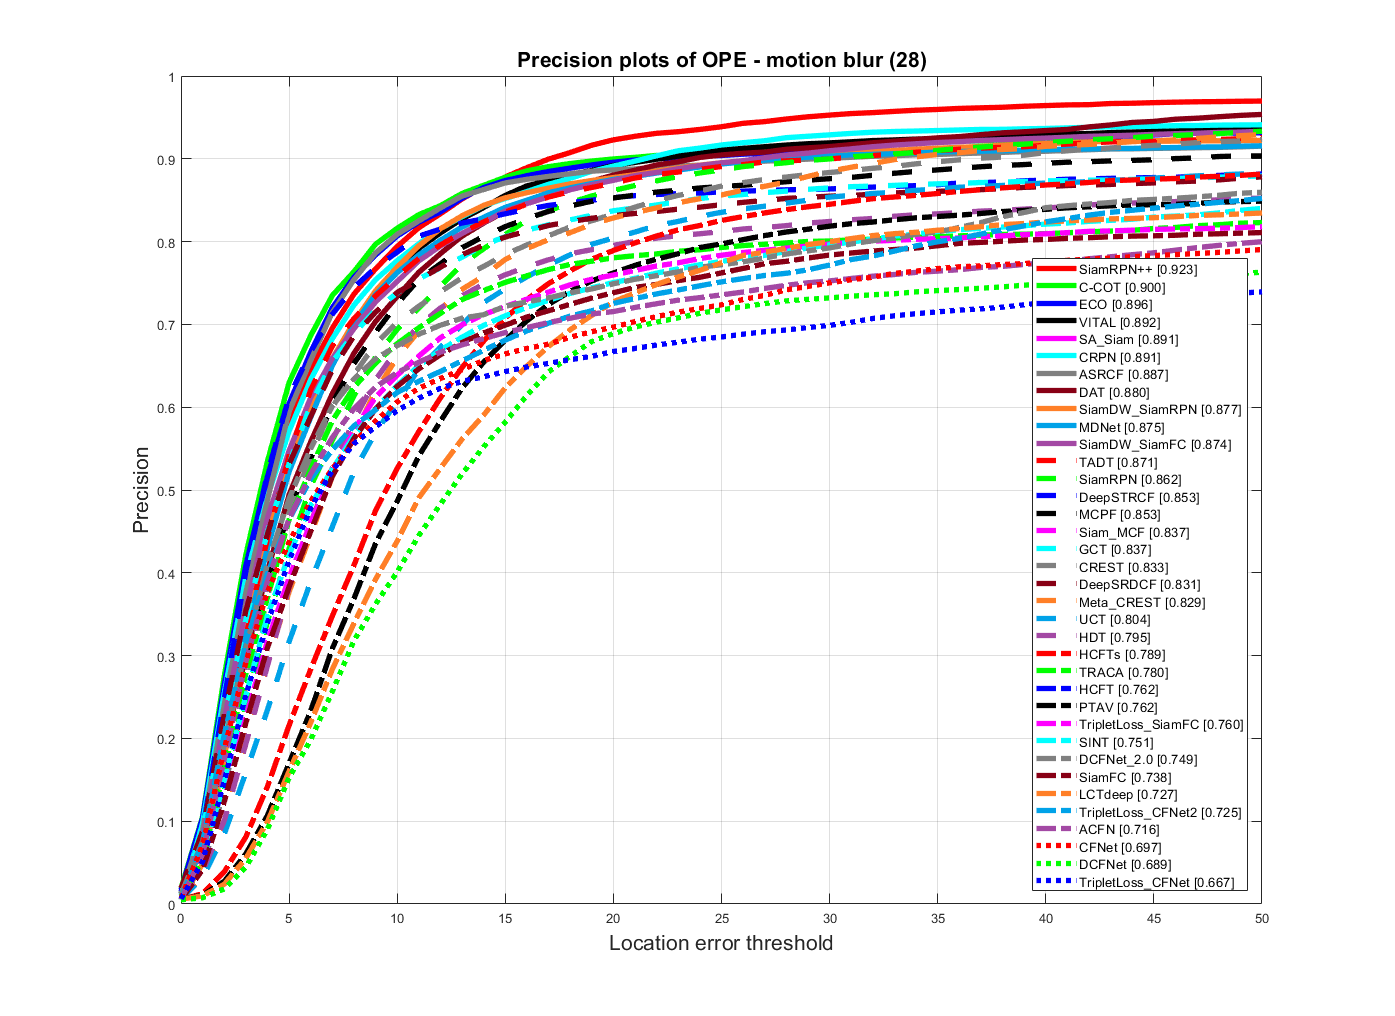 Precision plots of OPE - motion blur (28)
1
0.9
0.8
0.7
0.6
0.5
0.4
0.3
0.2
0.1
0
Precision
SiamRPN++ [0.923]
C-COT [0.900]
ECO [0.896]
VITAL [0.892]
SA_Siam [0.891]
CRPN [0.891]
ASRCF [0.887]
DAT [0.880]
SiamDW_SiamRPN [0.877]
MDNet [0.875]
SiamDW_SiamFC [0.874]
TADT [0.871]
SiamRPN [0.862]
DeepSTRCF [0.853]
MCPF [0.853]
Siam_MCF [0.837]
GCT [0.837]
CREST [0.833]
DeepSRDCF [0.831]
Meta_CREST [0.829]
UCT [0.804]
HDT [0.795]
HCFTs [0.789]
TRACA [0.780]
HCFT [0.762]
PTAV [0.762]
TripletLoss_SiamFC [0.760]
SINT [0.751]
DCFNet_2.0 [0.749]
SiamFC [0.738]
LCTdeep [0.727]
TripletLoss_CFNet2 [0.725]
ACFN [0.716]
CFNet [0.697]
DCFNet [0.689]
TripletLoss_CFNet [0.667]
0 5 10 15 20 25 30 35 40 45 50
Location error threshold